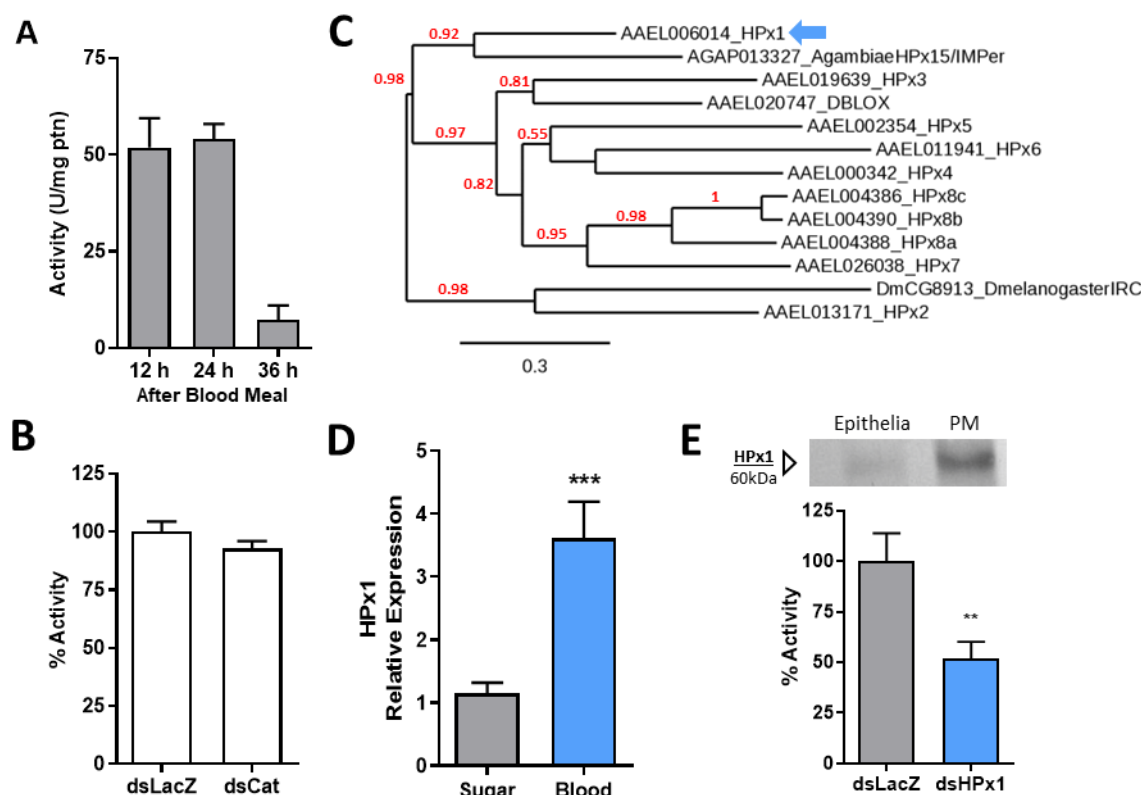 A
Activity (U/mg ptn)
75
50
25
0
12 h 24 h 36 h
After Blood Meal
C
0.92
0.98
0.81
0.97
0.55
0.82
1
0.98
0.95
0.98
AAEL006014_HPx1
AGAP013327_AgambiaeHPx15/IMPer
AAEL019639_HPx3
AAEL020747_DBLOX
AAEL002354_HPx5
AAEL011941_HPx6
AAEL000342_HPx4
AAEL004386_HPx8c
AAEL004390_HPx8b
AAEL004388_HPx8a
AAEL026038_HPx7
DmCG8913_DmelanogasterIRC
AAEL013171_HPx2
0.3
B
% Activity
125
100
75
50
25
0
dsLacZ dsCat
D
HPx1
Relative Expression
5
4
3
2
1
0
***
Sugar Blood
E
Epithelia PM
HPx1
60kDa
% Activity
125
100
75
50
25
0
**
dsLacZ dsHPx1